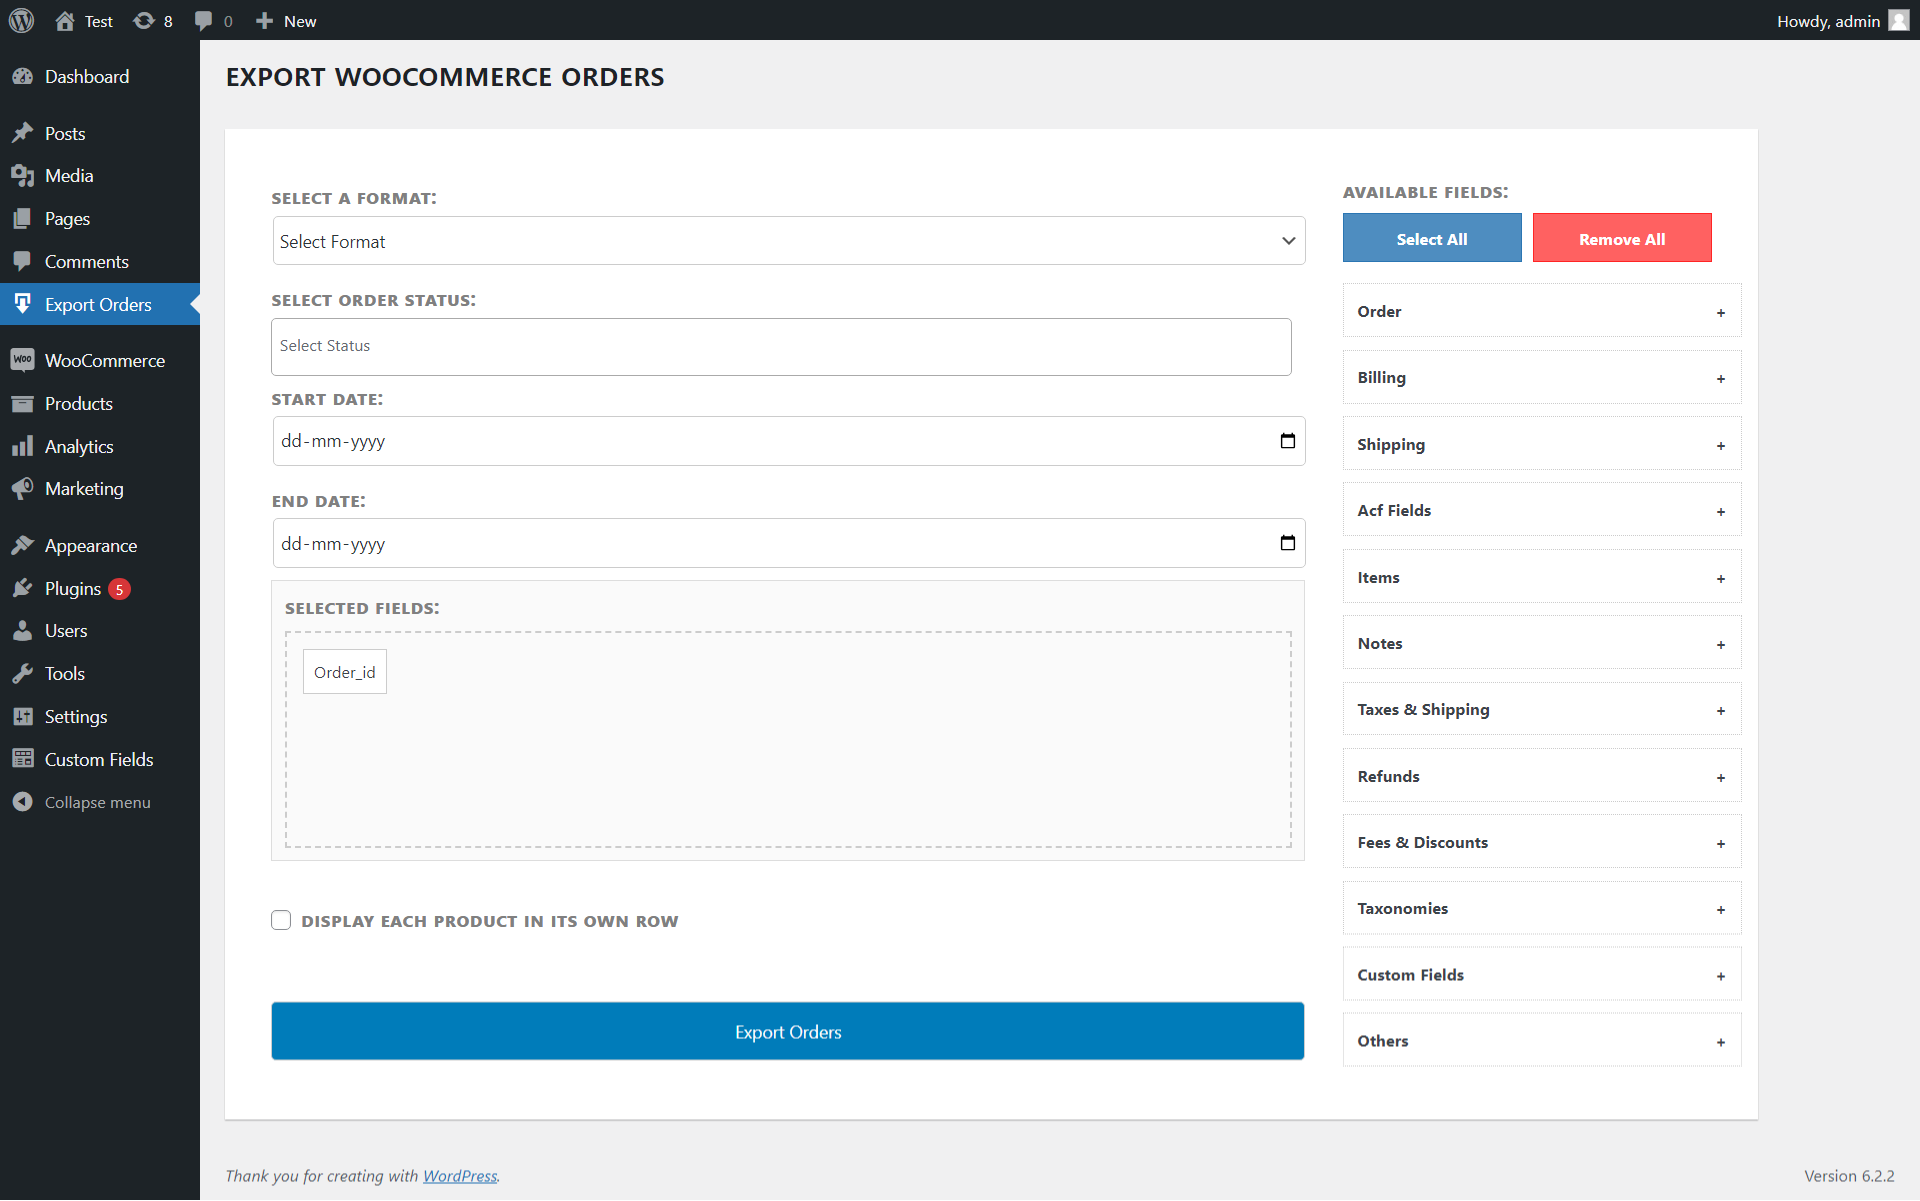 Test
8
0
New
Howdy, admin
Dashboard
Posts
Media
Pages
Comments
Export Orders
WooCommerce
Products
Analytics
Marketing
Appearance
Plugins 5
Users
Tools
Settings
Custom Fields
Collapse menu
EXPORT WOOCOMMERCE ORDERS
SELECT A FORMAT:
Select Format
SELECT ORDER STATUS:
Select Status
START DATE:
dd-mm-yyyy
END DATE:
dd-mm-yyyy
SELECTED FIELDS:
Order_id
DISPLAY EACH PRODUCT IN ITS OWN ROW
Export Orders
AVAILABLE FIELDS:
Select All
Remove All
Order +
Billing +
Shipping +
Acf Fields +
Items +
Notes +
Taxes & Shipping +
Refunds +
Fees & Discounts +
Taxonomies +
Custom Fields +
Others +
Thank you for creating with WordPress.
Version 6.2.2